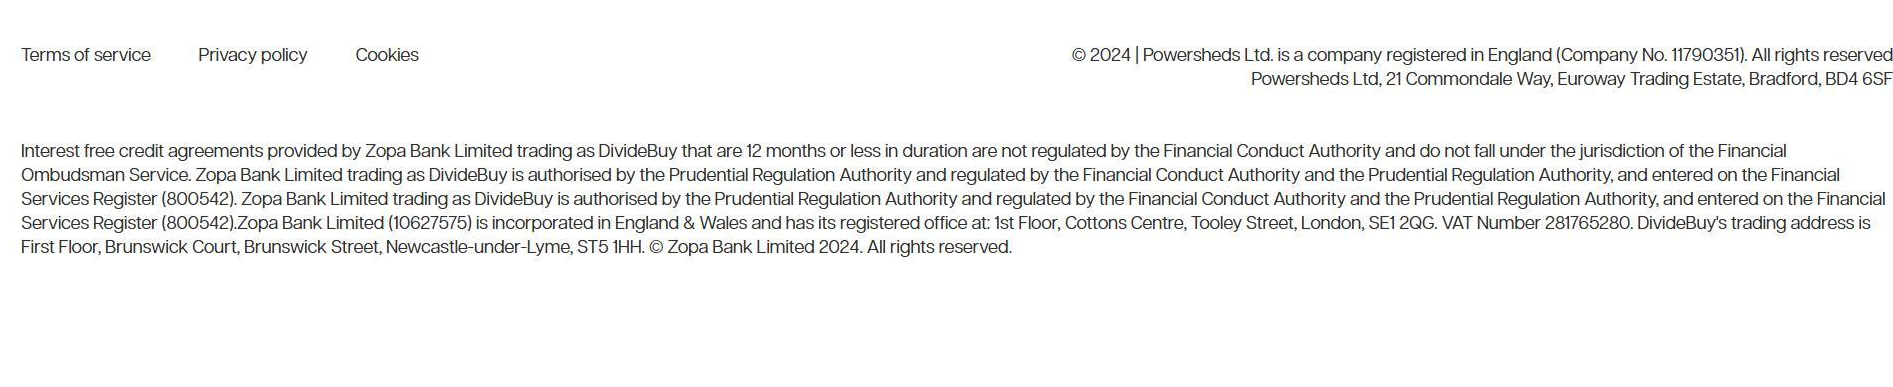 Terms of service Privacy policy Cookies
© 2024 | Powersheds Ltd. is a company registered in England (Company No. 11790351). All rights reserved
Powersheds Ltd, 21 Commondale Way, Euroway Trading Estate, Bradford, BD4 6SF
Interest free credit agreements provided by Zopa Bank Limited trading as DivideBuy that are 12 months or less in duration are not regulated by the Financial Conduct Authority and do not fall under the jurisdiction of the Financial
Ombudsman Service. Zopa Bank Limited trading as DivideBuy is authorised by the Prudential Regulation Authority and regulated by the Financial Conduct Authority and the Prudential Regulation Authority, and entered on the Financial
Services Register (800542). Zopa Bank Limited trading as DivideBuy is authorised by the Prudential Regulation Authority and regulated by the Financial Conduct Authority and the Prudential Regulation Authority, and entered on the Financial
Services Register (800542).Zopa Bank Limited (10627575) is incorporated in England & Wales and has its registered office at: 1st Floor, Cottons Centre, Tooley Street, London, SE1 2QG. VAT Number 281765280. DivideBuy's trading address is
First Floor, Brunswick Court, Brunswick Street, Newcastle-under-Lyme, ST5 1HH. © Zopa Bank Limited 2024. All rights reserved.